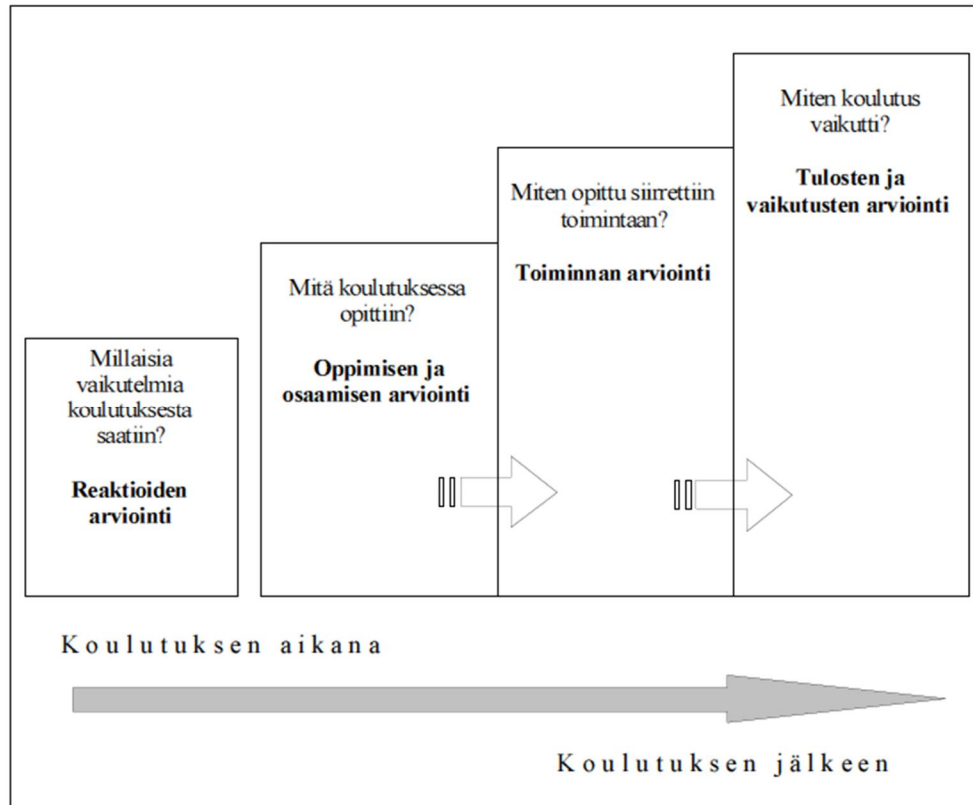 Millaisia
vaikutelmia
koulutuksesta
saatiin?
Reaktioiden
arviointi
Mitä koulutuksessa
opittiin?
Oppimisen ja
osaamisen arviointi
Miten opittu siirrettiin
toimintaan?
Toiminnan arviointi
Miten koulutus
vaikutti?
Tulosten ja
vaikutusten arviointi
Koulutuksen aikana
Koulutuksen jälkeen